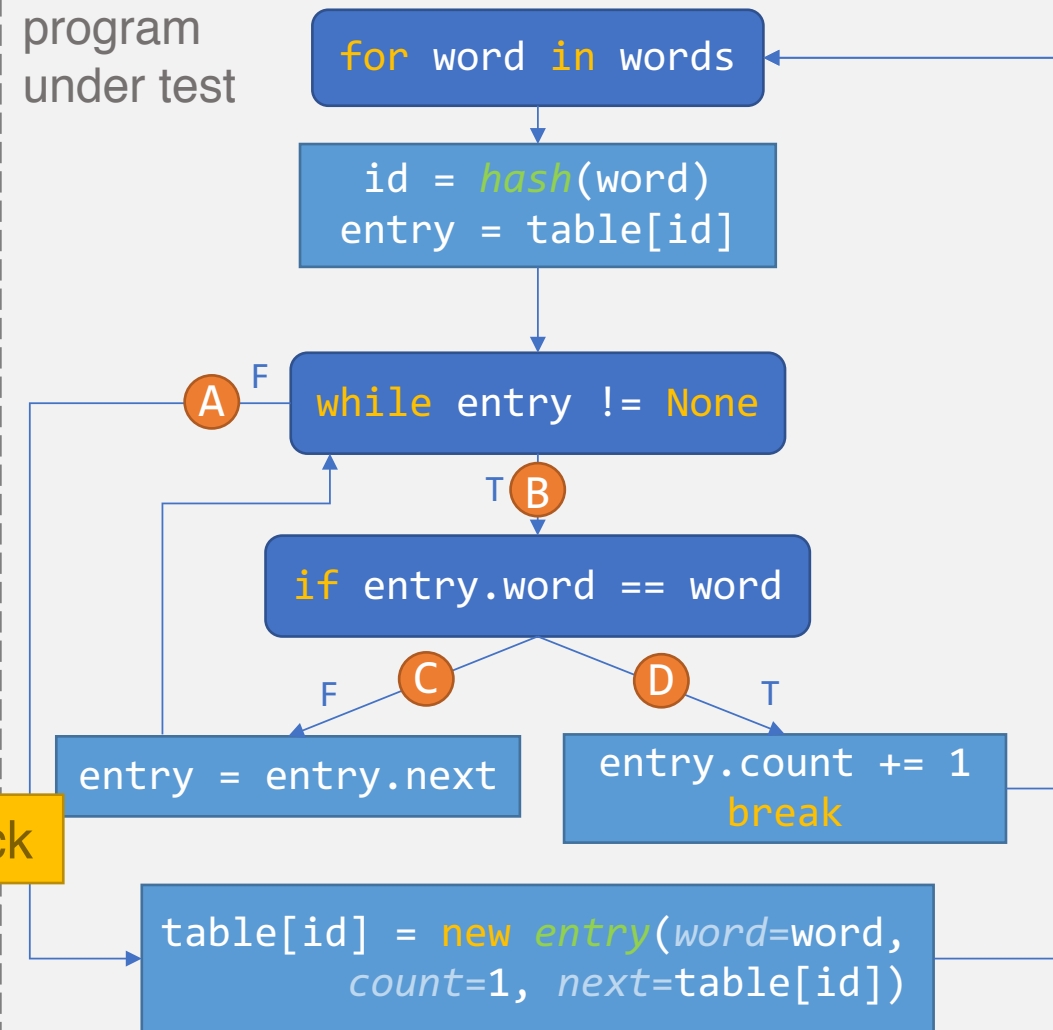 program
under test
for word in words
id = hash(word)
entry = table[id]
A
F
while entry != None
T
B
if entry.word == word
F
C
D
T
entry = entry.next
entry.count += 1
break
table[id] = new entry(word=word,
count=1, next=table[id])